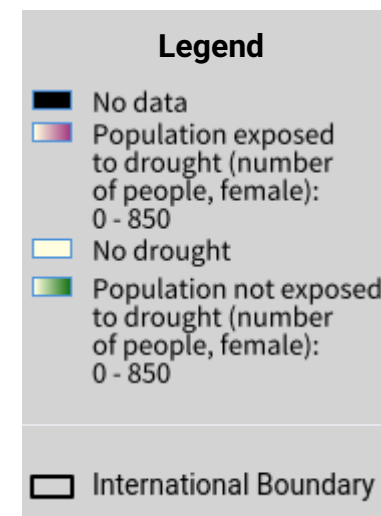 Legend
No data
Population exposed
to drought (number
of people, female):
0 - 850
No drought
Population not exposed
to drought (number
of people, female):
0 - 850
International Boundary